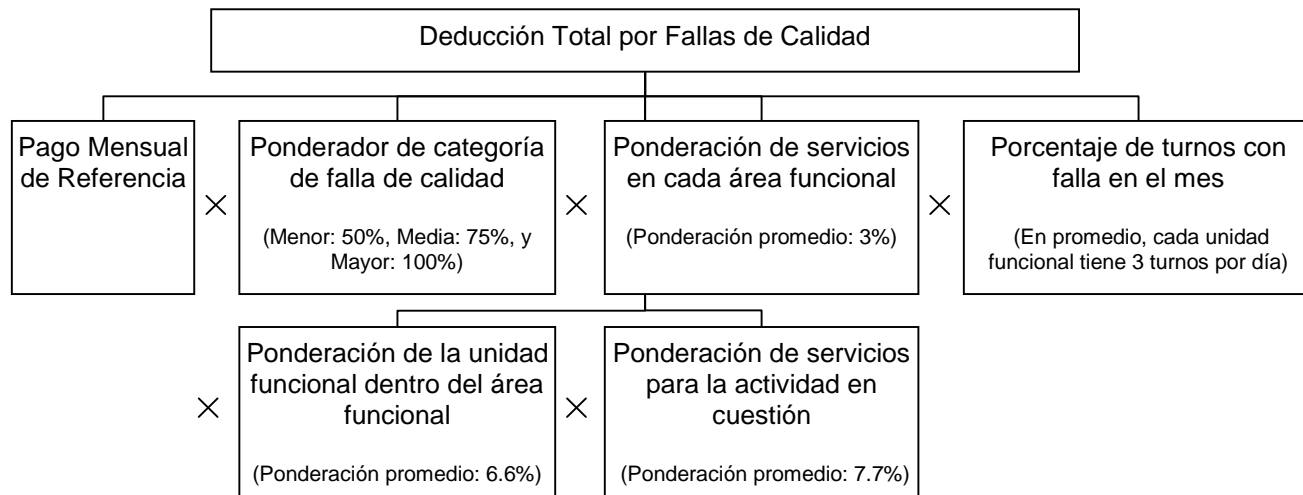 Deducción Total por Fallas de Calidad
Pago Mensual
de Referencia
×
Ponderador de categoría
de falla de calidad
(Menor: 50%, Media: 75%, y
Mayor: 100%)
×
Ponderación de servicios
en cada área funcional
(Ponderación promedio: 3%)
×
Porcentaje de turnos con
falla en el mes
(En promedio, cada unidad
funcional tiene 3 turnos por día)
×
Ponderación de la unidad
funcional dentro del área
funcional
(Ponderación promedio: 6.6%)
×
Ponderación de servicios
para la actividad en
cuestión
(Ponderación promedio: 7.7%)